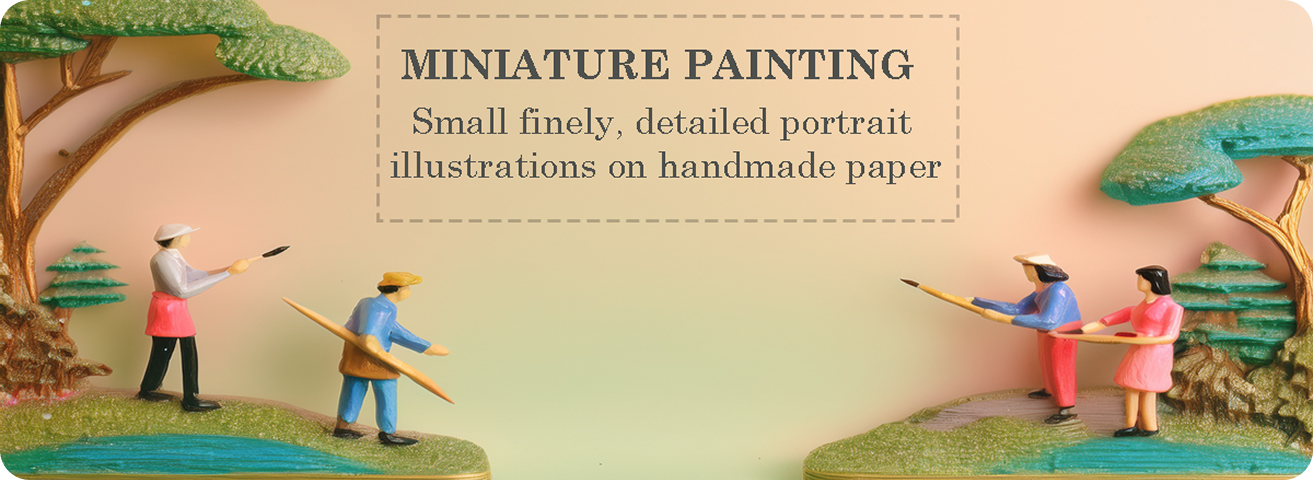 MINIATURE PAINTING
Small finely, detailed portrait
illustrations on handmade paper